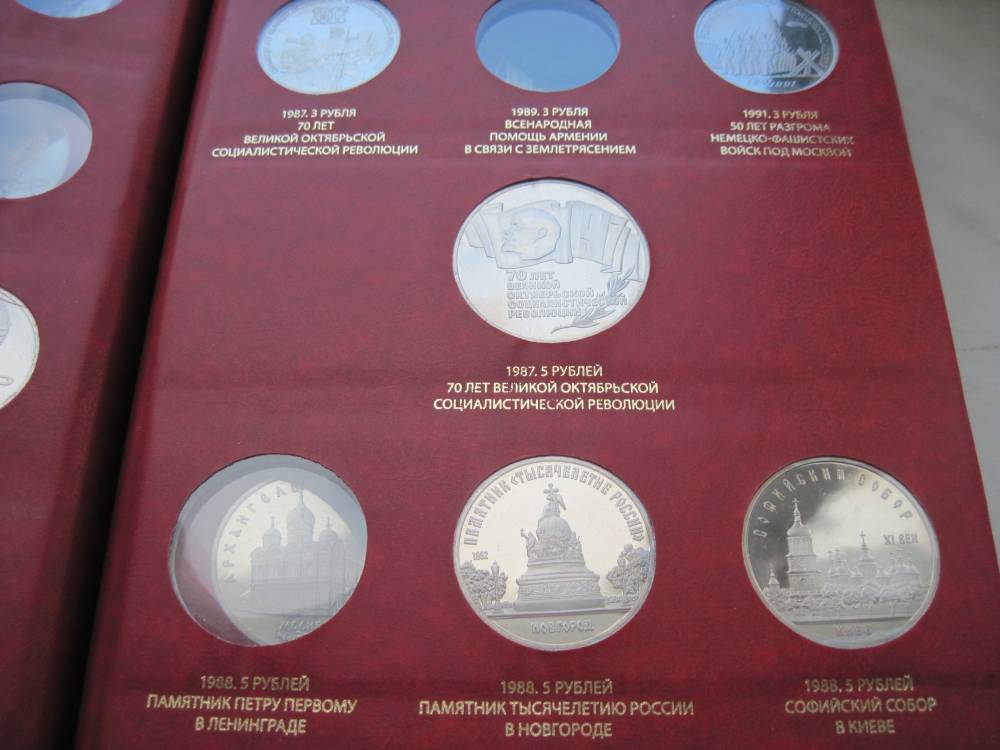 1987. 3 РУБЛЯ
70 ЛЕТ
ВЕЛИКОЙ ОКТЯБРЬСКОЙ
СОЦИАЛИСТИЧЕСКОЙ РЕВОЛЮЦИИ
1989. 3 РУБЛЯ
ВСЕНАРОДНАЯ
ПОМОЩЬ АРМЕНИИ
В СВЯЗИ С ЗЕМЛЕТРЯСЕНИЕМ
1991. 3 РУБЛЯ
50 ЛЕТ РАЗГРОМА
НЕМЕЦКО-ФАШИСТСКИХ
ВОЙСК ПОД МОСКВОЙ
70 ЛЕТ
ВЕЛИКОЙ
ОКТЯБРЬСКОЙ
СОЦИАЛИСТИЧЕСКОЙ
РЕВОЛЮЦИИ
1987. 5 РУБЛЕЙ
70 ЛЕТ ВЕЛИКОЙ ОКТЯБРЬСКОЙ
СОЦИАЛИСТИЧЕСКОЙ РЕВОЛЮЦИИ
ПАМЯТНИК «ТЫСЯЧЕЛЕТИЕ РОССИИ»
1862
НОВГОРОД
СОФИЙСКИЙ СОБОР
XI ВЕК
КИЕВ
1988. 5 РУБЛЕЙ
ПАМЯТНИК ПЕТРУ ПЕРВОМУ
В ЛЕНИНГРАДЕ
1988. 5 РУБЛЕЙ
ПАМЯТНИК ТЫСЯЧЕЛЕТИЮ РОССИИ
В НОВГОРОДЕ
1988. 5 РУБЛЕЙ
СОФИЙСКИЙ СОБОР
В КИЕВЕ